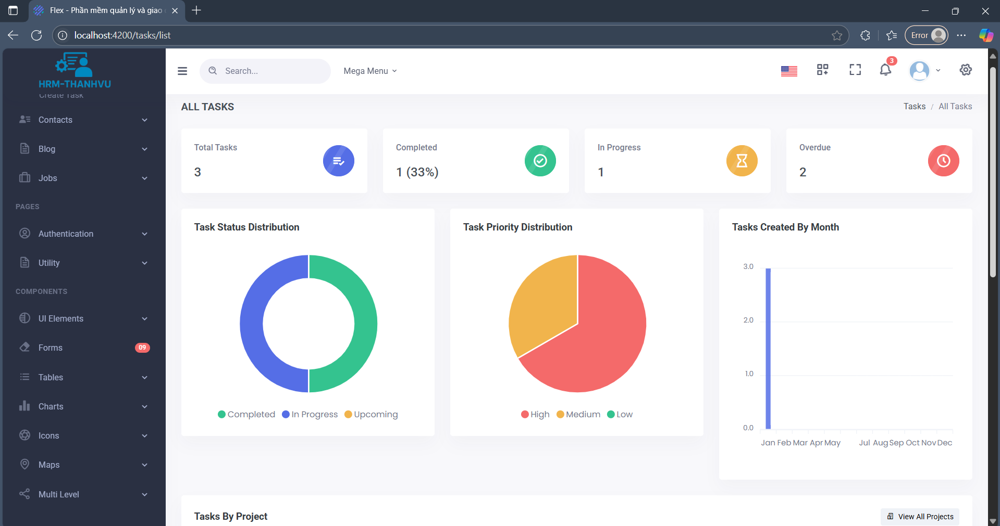 Flex - Phần mềm quản lý và giao
localhost:4200/tasks/list
Error
HRM-THANHVU
Create Task
Contacts
Blog
Jobs
PAGES
Authentication
Utility
COMPONENTS
UI Elements
Forms 09
Tables
Charts
Icons
Maps
Multi Level
Search...
Mega Menu
3
ALL TASKS
Tasks / All Tasks
Total Tasks
3
Completed
1 (33%)
In Progress
1
Overdue
2
Task Status Distribution
Completed In Progress Upcoming
Task Priority Distribution
High Medium Low
Tasks Created By Month
3.0
2.0
1.0
0.0
Jan Feb Mar Apr May Jul Aug Sep Oct Nov Dec
Tasks By Project
View All Projects